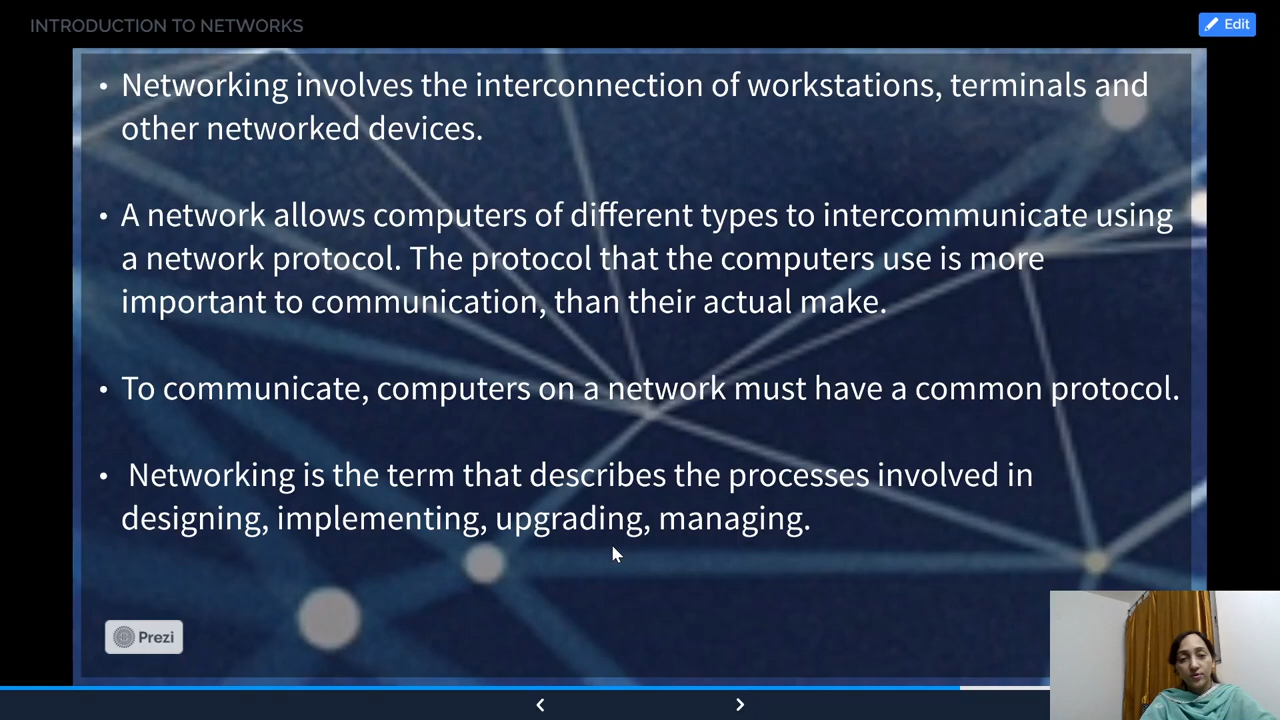 INTRODUCTION TO NETWORKS
Edit
• Networking involves the interconnection of workstations, terminals and
other networked devices.
• A network allows computers of different types to intercommunicate using
a network protocol. The protocol that the computers use is more
important to communication, than their actual make.
• To communicate, computers on a network must have a common protocol.
• Networking is the term that describes the processes involved in
designing, implementing, upgrading, managing.
Prezi